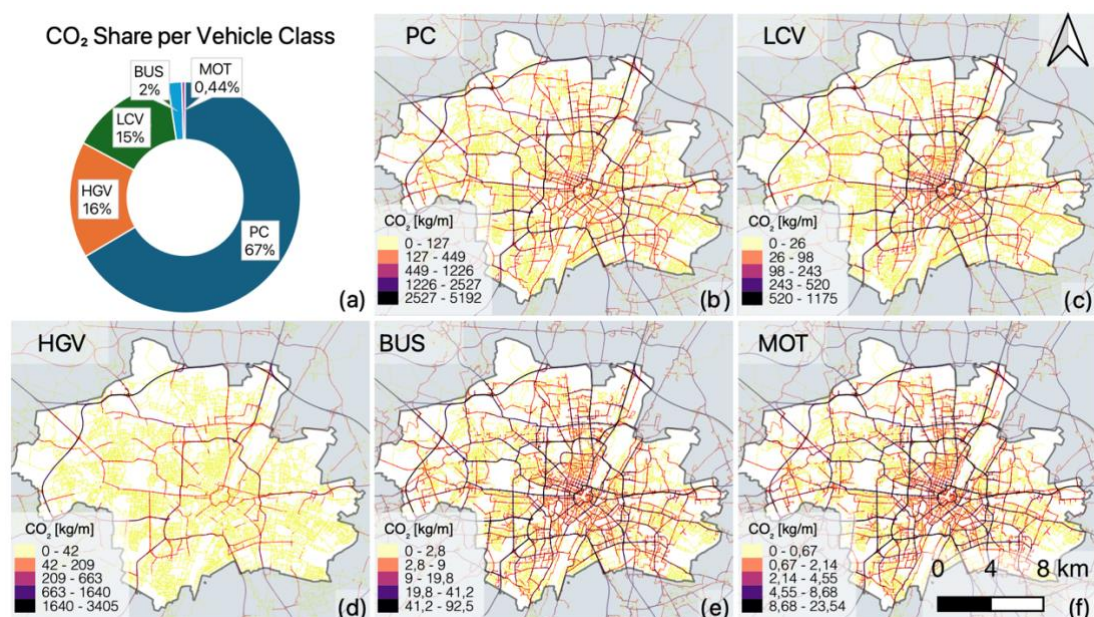 CO₂ Share per Vehicle Class
BUS
2%
MOT
0,44%
LCV
15%
HGV
16%
PC
67%
(a)
PC
CO₂ [kg/m]
0 - 127
127 - 449
449 - 1226
1226 - 2527
2527 - 5192
(b)
LCV
CO₂ [kg/m]
0 - 26
26 - 98
98 - 243
243 - 520
520 - 1175
(c)
HGV
CO₂ [kg/m]
0 - 42
42 - 209
209 - 663
663 - 1640
1640 - 3405
(d)
BUS
CO₂ [kg/m]
0 - 2,8
2,8 - 9
9 - 19,8
19,8 - 41,2
41,2 - 92,5
(e)
MOT
CO₂ [kg/m]
0 - 0,67
0,67 - 2,14
2,14 - 4,55
4,55 - 8,68
8,68 - 23,54
0 4 8 km
(f)